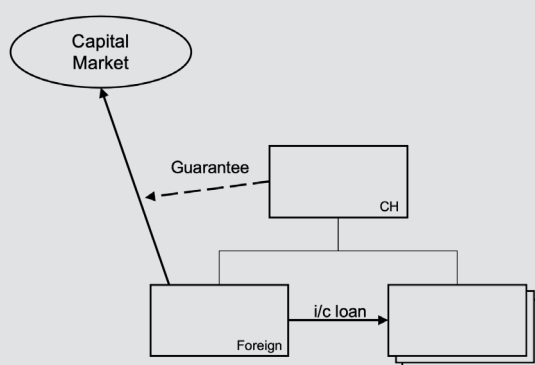 Capital
Market
Guarantee
CH
i/c loan
Foreign